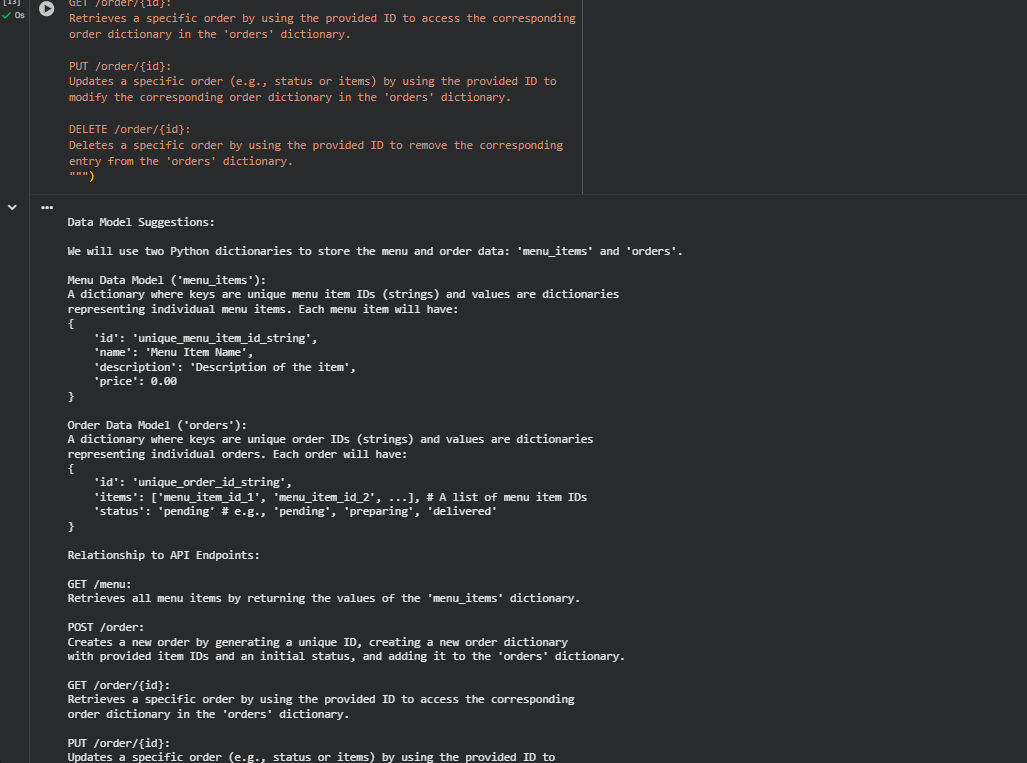 [13]
0s
GET /order/{id}:
Retrieves a specific order by using the provided ID to access the corresponding
order dictionary in the 'orders' dictionary.
PUT /order/{id}:
Updates a specific order (e.g., status or items) by using the provided ID to
modify the corresponding order dictionary in the 'orders' dictionary.
DELETE /order/{id}:
Deletes a specific order by using the provided ID to remove the corresponding
entry from the 'orders' dictionary.
""")
Data Model Suggestions:
We will use two Python dictionaries to store the menu and order data: 'menu_items' and 'orders'.
Menu Data Model ('menu_items'):
A dictionary where keys are unique menu item IDs (strings) and values are dictionaries
representing individual menu items. Each menu item will have:
{
    'id': 'unique_menu_item_id_string',
    'name': 'Menu Item Name',
    'description': 'Description of the item',
    'price': 0.00
}
Order Data Model ('orders'):
A dictionary where keys are unique order IDs (strings) and values are dictionaries
representing individual orders. Each order will have:
{
    'id': 'unique_order_id_string',
    'items': ['menu_item_id_1', 'menu_item_id_2', ...], # A list of menu item IDs
    'status': 'pending' # e.g., 'pending', 'preparing', 'delivered'
}
Relationship to API Endpoints:
GET /menu:
Retrieves all menu items by returning the values of the 'menu_items' dictionary.
POST /order:
Creates a new order by generating a unique ID, creating a new order dictionary
with provided item IDs and an initial status, and adding it to the 'orders' dictionary.
GET /order/{id}:
Retrieves a specific order by using the provided ID to access the corresponding
order dictionary in the 'orders' dictionary.
PUT /order/{id}:
Updates a specific order (e.g., status or items) by using the provided ID to